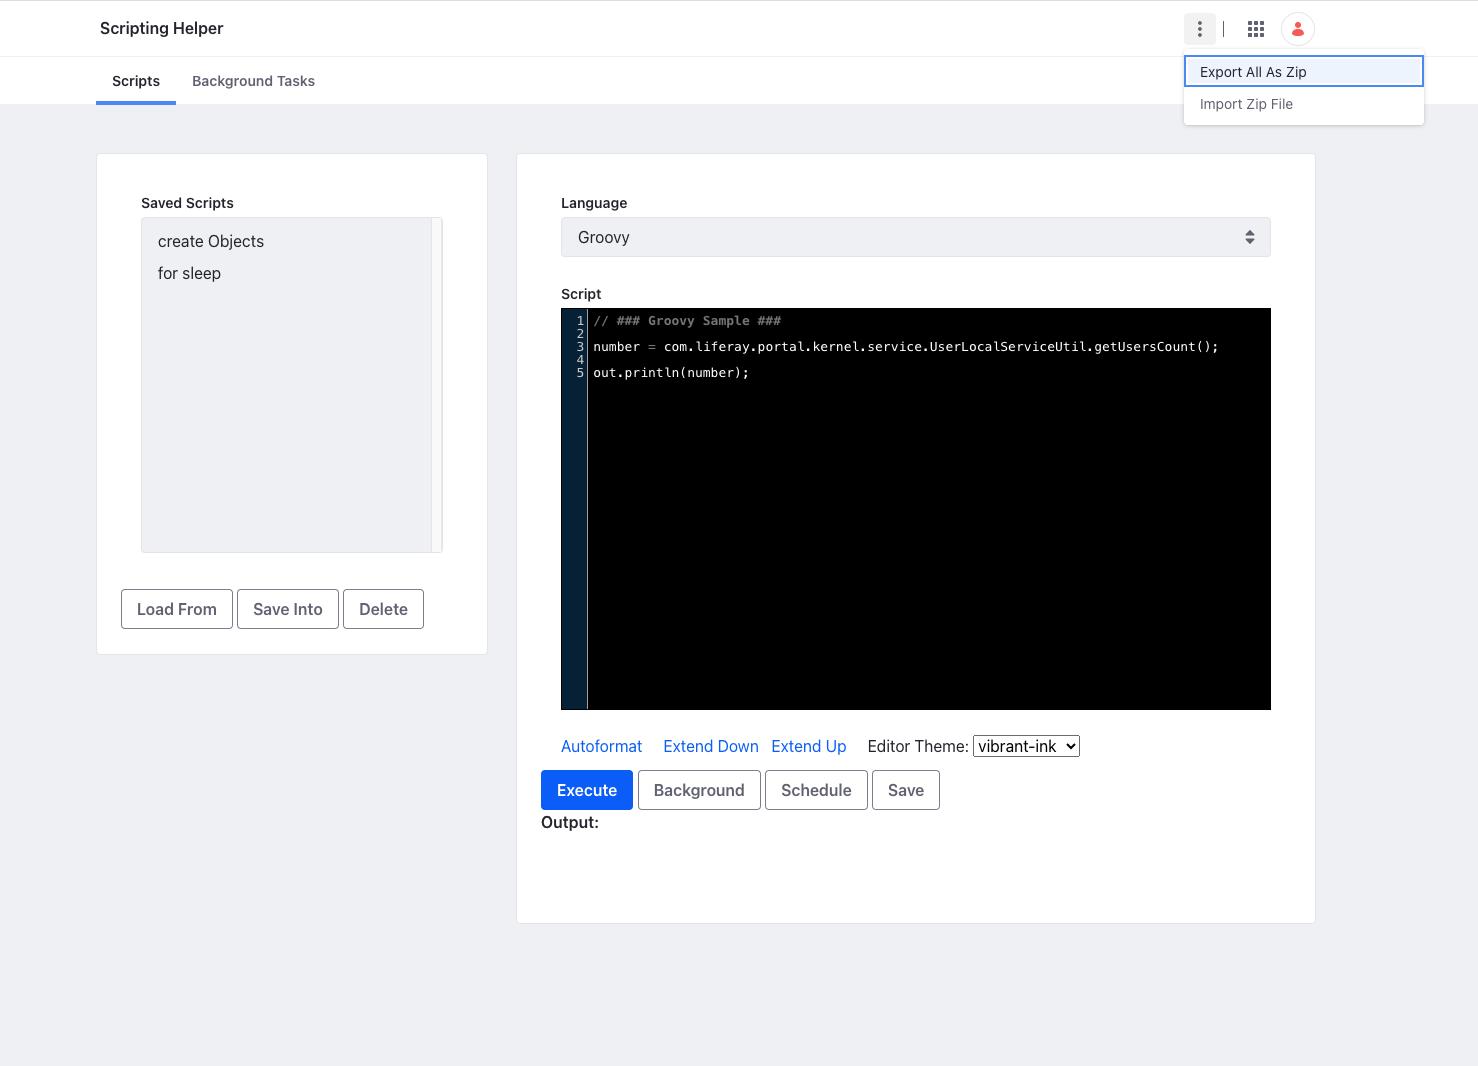 Scripting Helper
Export All As Zip
Import Zip File
Scripts
Background Tasks
Saved Scripts
create Objects
for sleep
Load From
Save Into
Delete
Language
Groovy
Script
1 // ### Groovy Sample ###
2
3 number = com.liferay.portal.kernel.service.UserLocalServiceUtil.getUsersCount();
4
5 out.println(number);
Autoformat Extend Down Extend Up Editor Theme: vibrant-ink
Execute Background Schedule Save
Output: